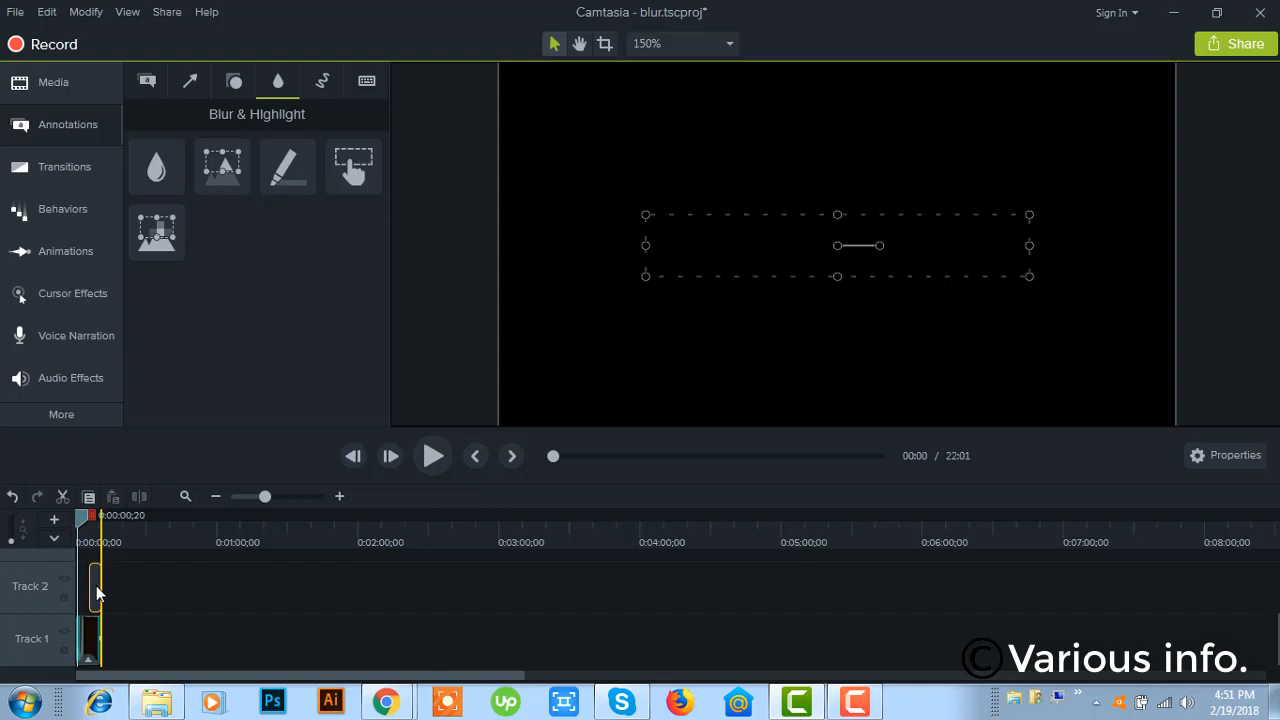 File Edit Modify View Share Help
Camtasia - blur.tscproj*
Sign In
Record
150%
Share
Media
Annotations
Transitions
Behaviors
Animations
Cursor Effects
Voice Narration
Audio Effects
More
Blur & Highlight
00:00 / 22:01
Properties
0:00:00;20
0:00:00;00 0:01:00;00 0:02:00;00 0:03:00;00 0:04:00;00 0:05:00;00 0:06:00;00 0:07:00;00 0:08:00;00
Track 2
Track 1
© Various info.
Ps Ai Up
4:51 PM
2/19/2018